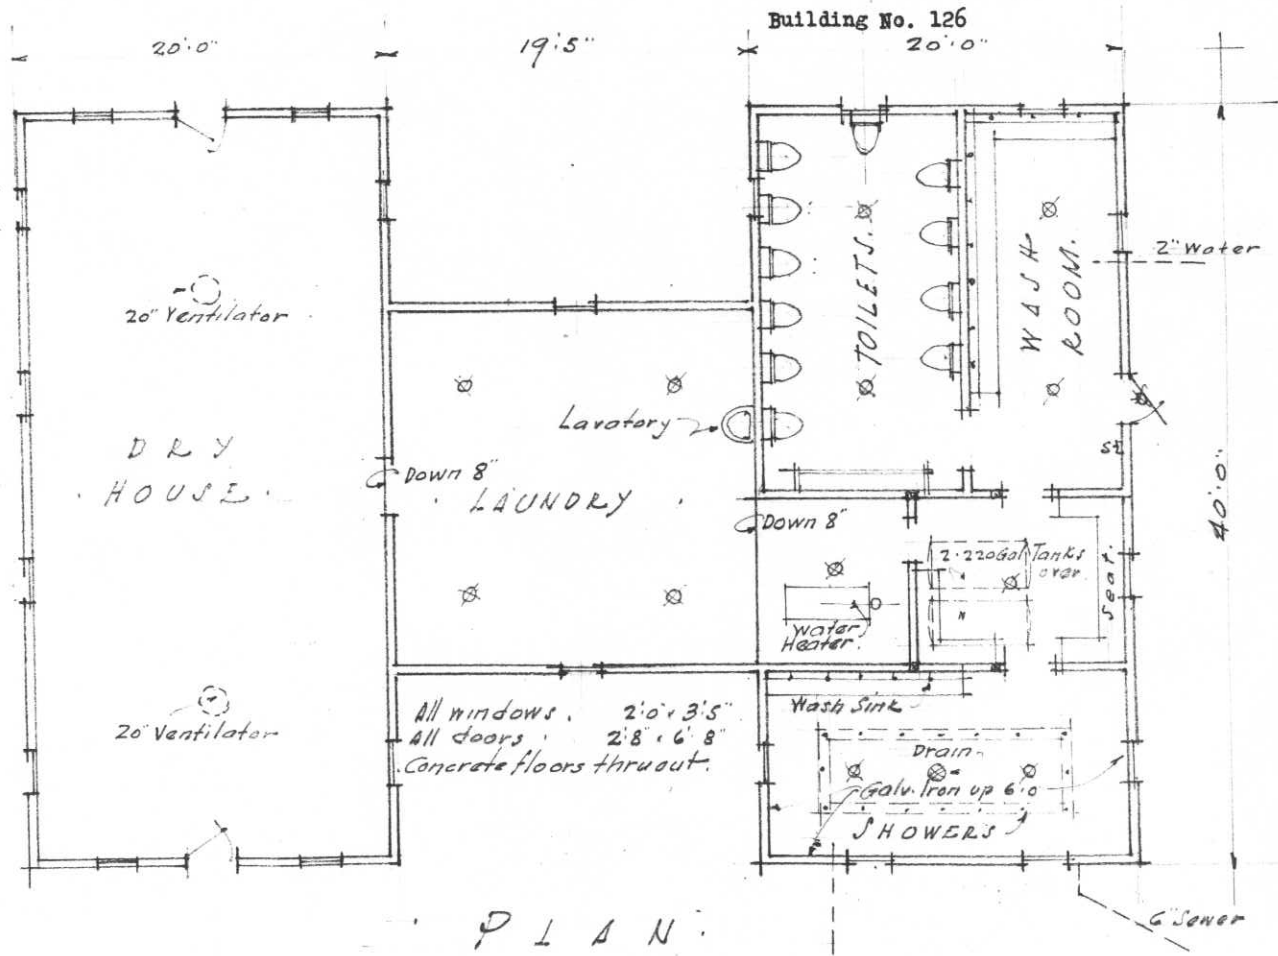 Building No. 126
20'.0"
19'.5"
20'.0"
2" Water
20" Ventilator
TOILETS.
WASH
ROOM.
Lavatory
DRY
HOUSE.
Down 8"
LAUNDRY
St
40'.0"
Down 8"
2-220 Gal Tanks
over.
Seat.
Water
Heater.
20" Ventilator
All windows. 2'.0" x 3'.5"
All doors. 2'.8" x 6'.8"
Concrete floors thruout.
Wash Sink
Drain
Galv. Iron up 6'.0
SHOWERS
6" Sewer
PLAN.